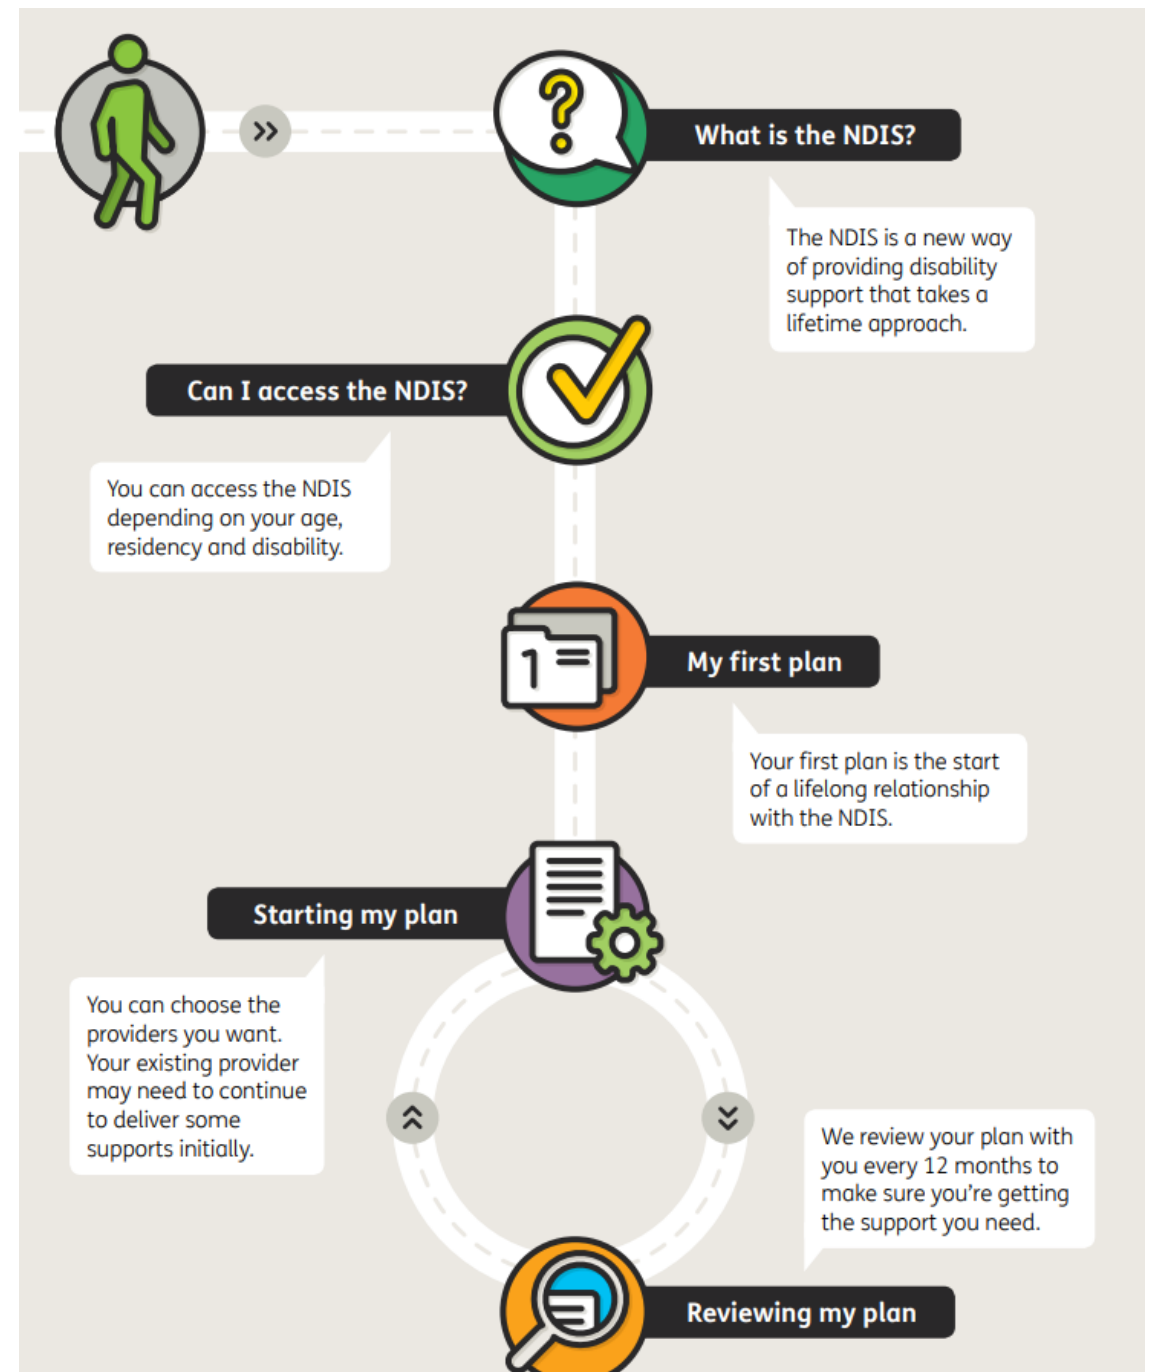 What is the NDIS?
The NDIS is a new way
of providing disability
support that takes a
lifetime approach.
Can I access the NDIS?
You can access the NDIS
depending on your age,
residency and disability.
1
My first plan
Your first plan is the start
of a lifelong relationship
with the NDIS.
Starting my plan
You can choose the
providers you want.
Your existing provider
may need to continue
to deliver some
supports initially.
We review your plan with
you every 12 months to
make sure you're getting
the support you need.
Reviewing my plan